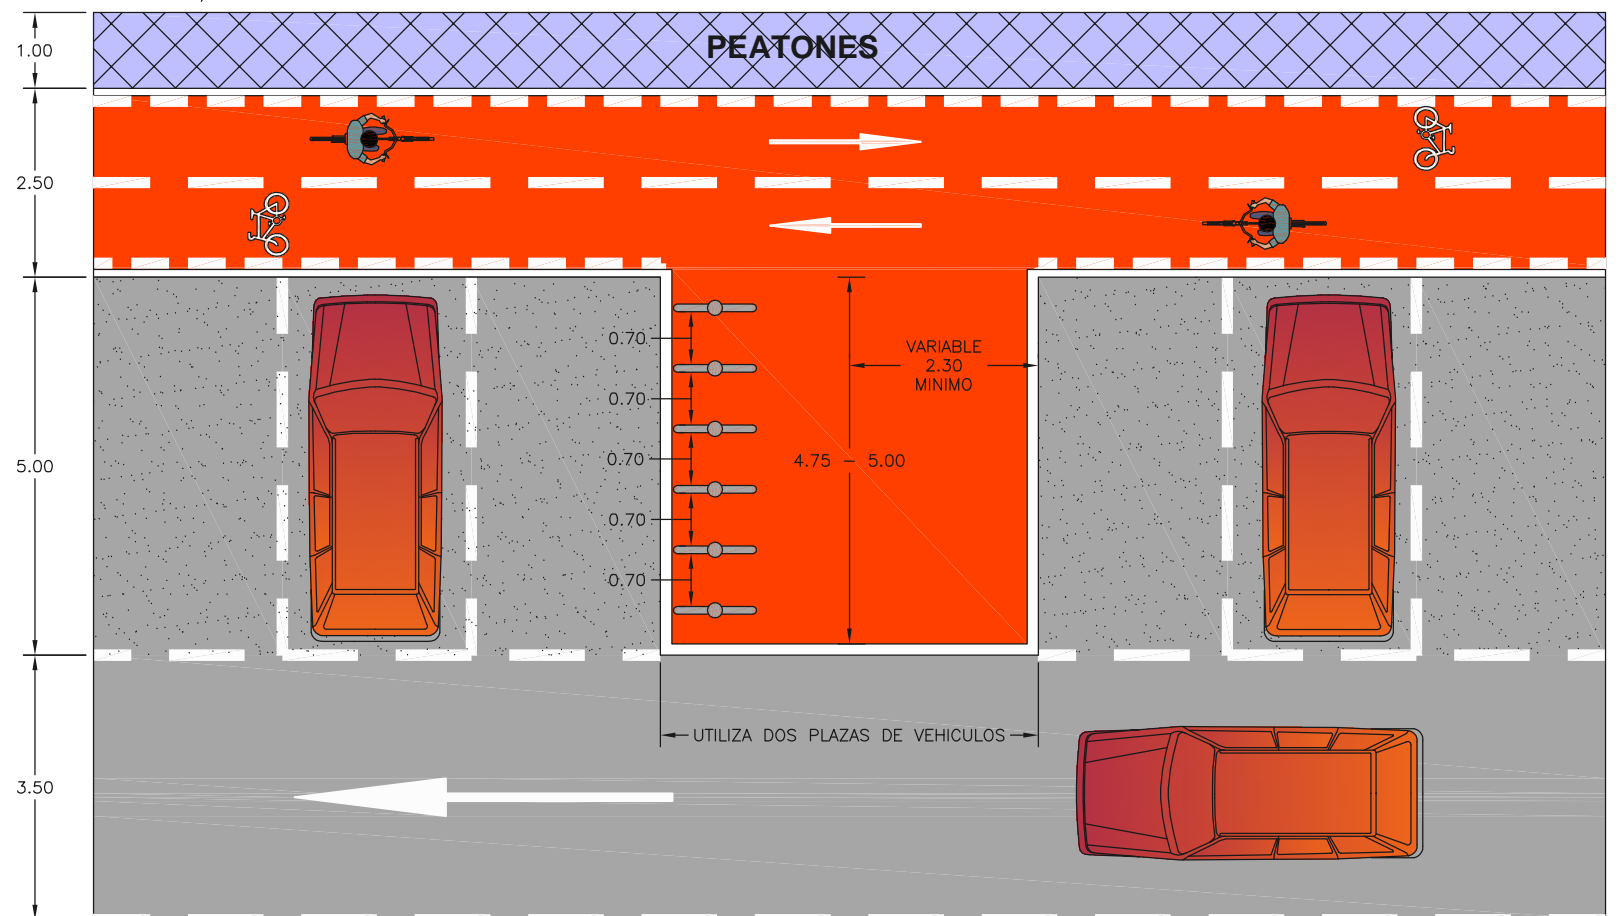 1.00
PEATONES
2.50
0.70
VARIABLE
2.30
MINIMO
0.70
5.00
0.70
4.75 — 5.00
0.70
0.70
UTILIZA DOS PLAZAS DE VEHICULOS
3.50